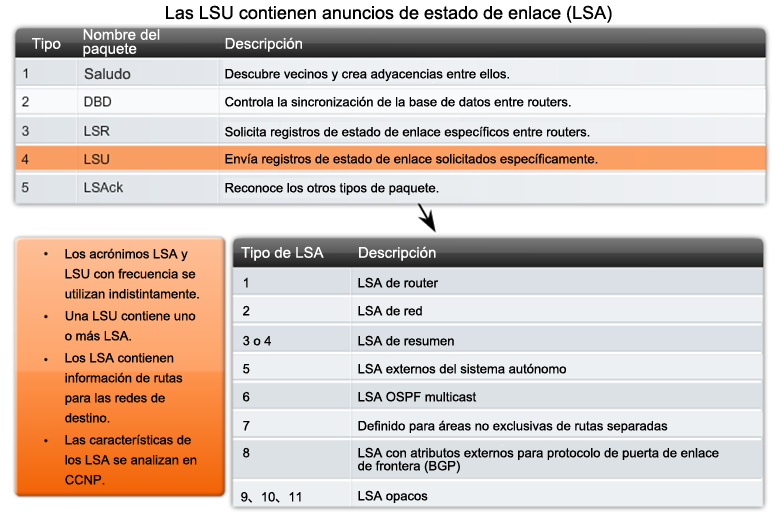 Las LSU contienen anuncios de estado de enlace (LSA)
Tipo Nombre del paquete Descripción
1 Saludo Descubre vecinos y crea adyacencias entre ellos.
2 DBD Controla la sincronización de la base de datos entre routers.
3 LSR Solicita registros de estado de enlace específicos entre routers.
4 LSU Envía registros de estado de enlace solicitados específicamente.
5 LSAck Reconoce los otros tipos de paquete.
• Los acrónimos LSA y
LSU con frecuencia se
utilizan indistintamente.
• Una LSU contiene uno
o más LSA.
• Los LSA contienen
información de rutas
para las redes de
destino.
• Las características de
los LSA se analizan en
CCNP.
Tipo de LSA Descripción
1 LSA de router
2 LSA de red
3 o 4 LSA de resumen
5 LSA externos del sistema autónomo
6 LSA OSPF multicast
7 Definido para áreas no exclusivas de rutas separadas
8 LSA con atributos externos para protocolo de puerta de enlace
de frontera (BGP)
9、10、11 LSA opacos